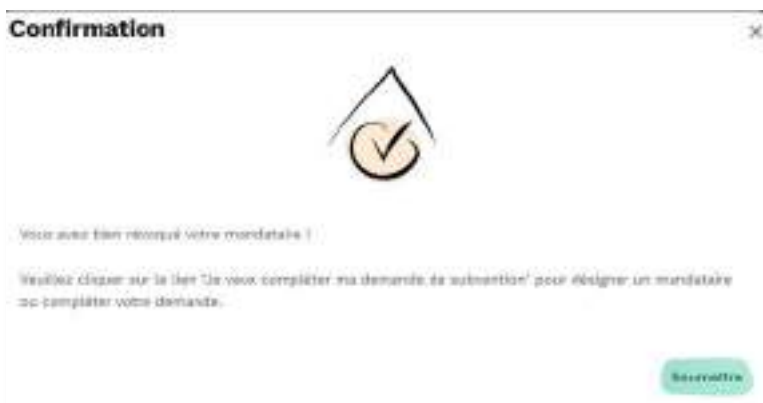 Confirmation
Vous avez bien révoqué votre mandataire !
Veuillez cliquer sur le lien "Je veux compléter ma demande de subvention" pour désigner un mandataire
ou compléter votre demande.
Soumettre